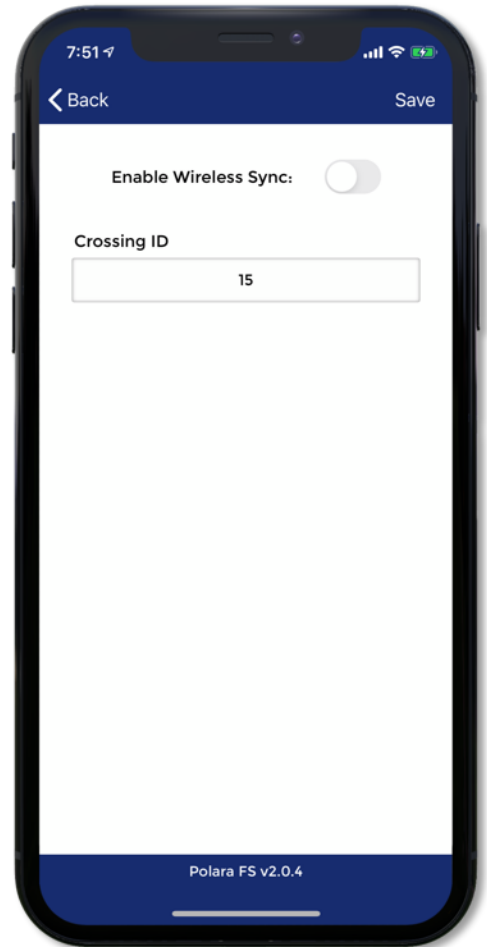 7:51
Back
Save
Enable Wireless Sync:
Crossing ID
15
Polara FS v2.0.4